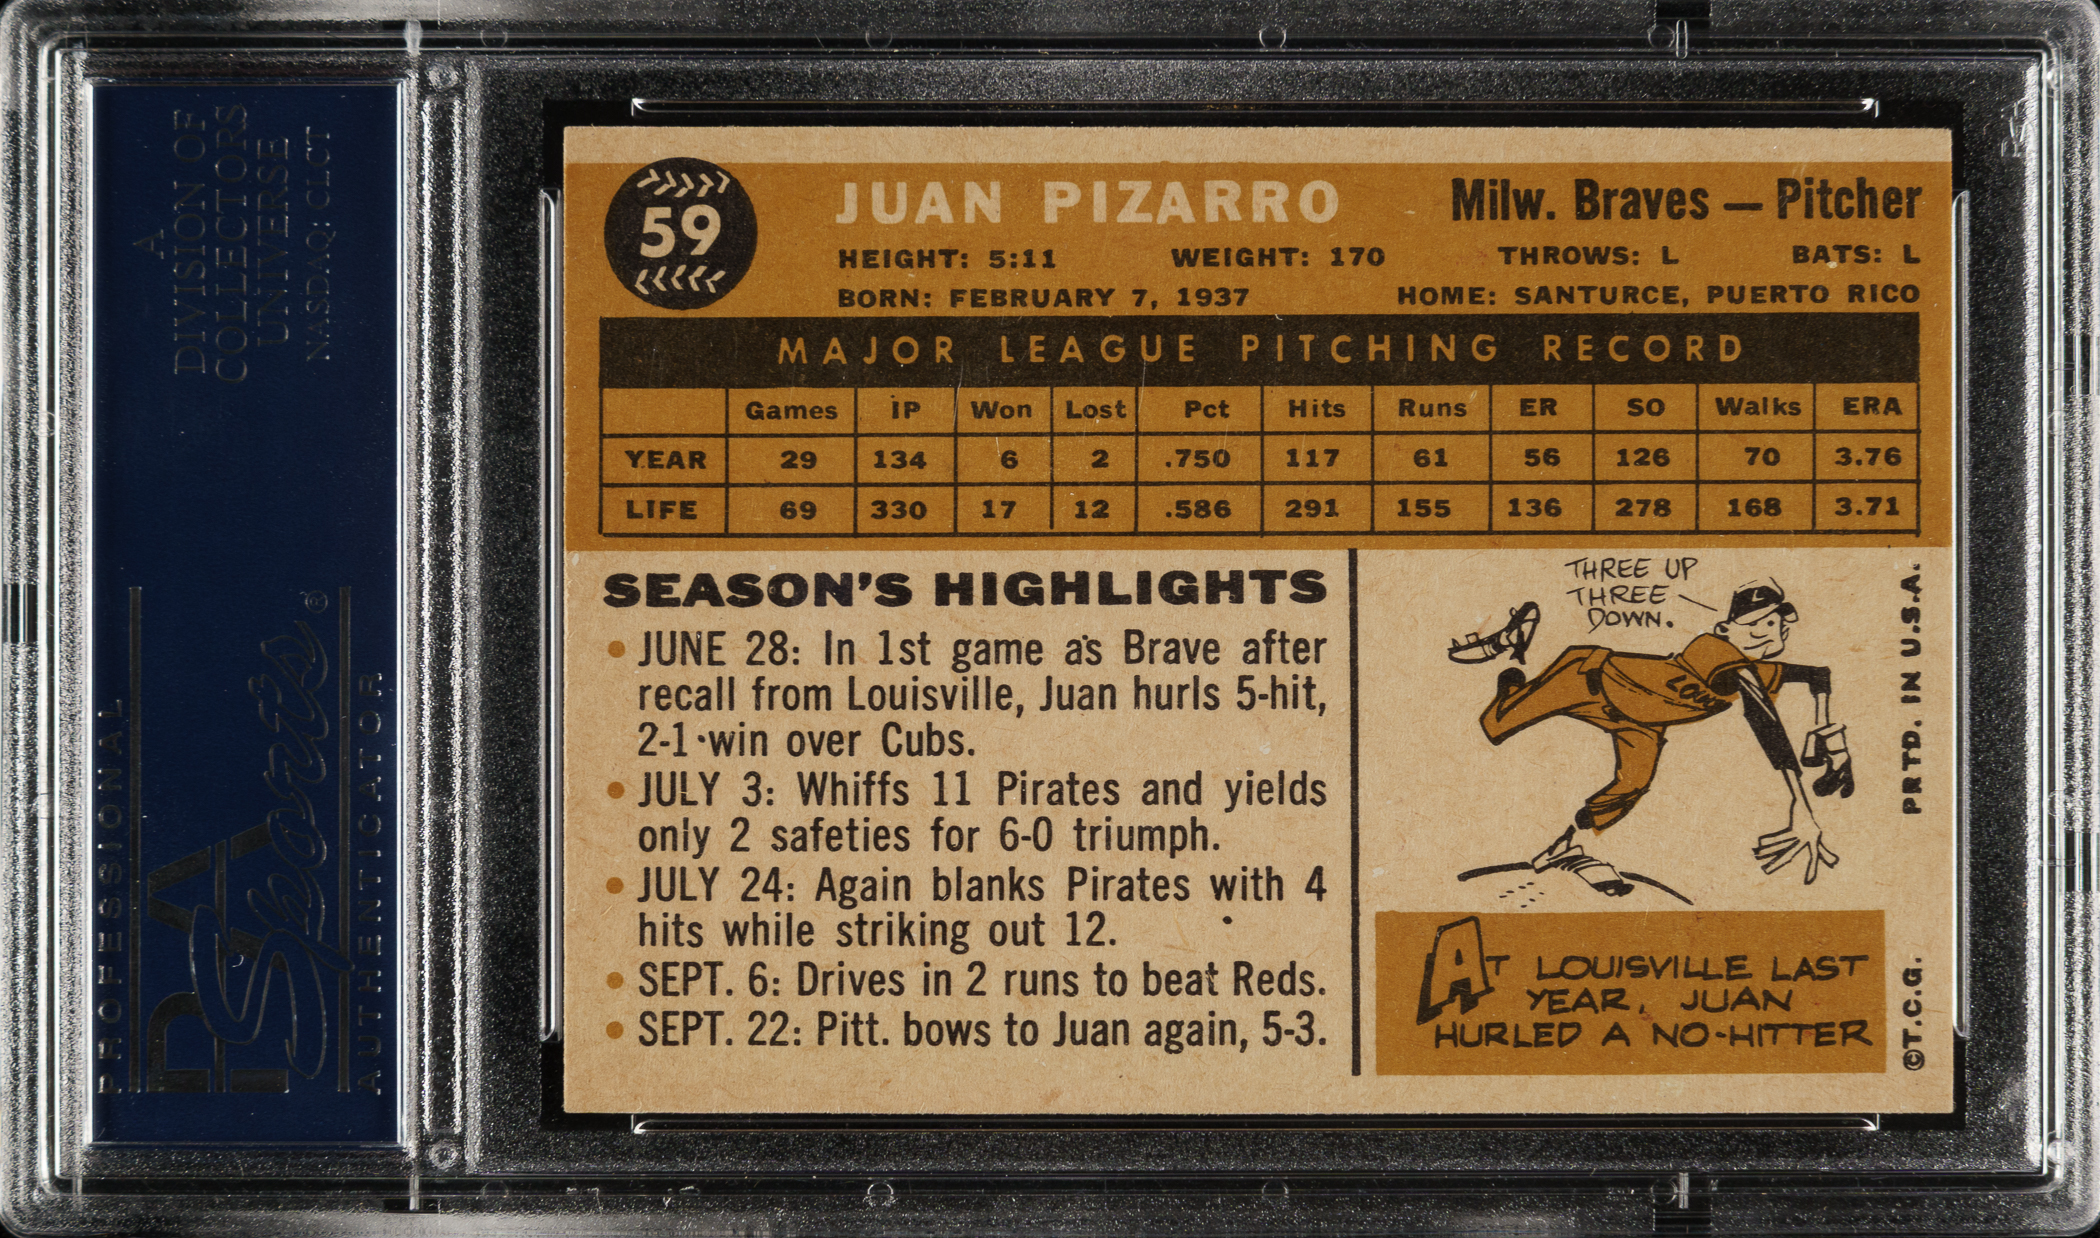 A
DIVISION OF
COLLECTORS
UNIVERSE
NASDAQ: CLCT
PROFESSIONAL
PSA
Sports®
AUTHENTICATOR
59
JUAN PIZARRO
Milw. Braves — Pitcher
HEIGHT: 5:11 WEIGHT: 170 THROWS: L BATS: L
BORN: FEBRUARY 7, 1937 HOME: SANTURCE, PUERTO RICO
MAJOR LEAGUE PITCHING RECORD
Games IP Won Lost Pct Hits Runs ER SO Walks ERA
YEAR 29 134 6 2 .750 117 61 56 126 70 3.76
LIFE 69 330 17 12 .586 291 155 136 278 168 3.71
SEASON'S HIGHLIGHTS
• JUNE 28: In 1st game as Brave after
recall from Louisville, Juan hurls 5-hit,
2-1 win over Cubs.
• JULY 3: Whiffs 11 Pirates and yields
only 2 safeties for 6-0 triumph.
• JULY 24: Again blanks Pirates with 4
hits while striking out 12.
• SEPT. 6: Drives in 2 runs to beat Reds.
• SEPT. 22: Pitt. bows to Juan again, 5-3.
THREE UP
THREE
DOWN.
AT LOUISVILLE LAST
YEAR, JUAN
HURLED A NO-HITTER
PRTD. IN U.S.A.
©T.C.G.